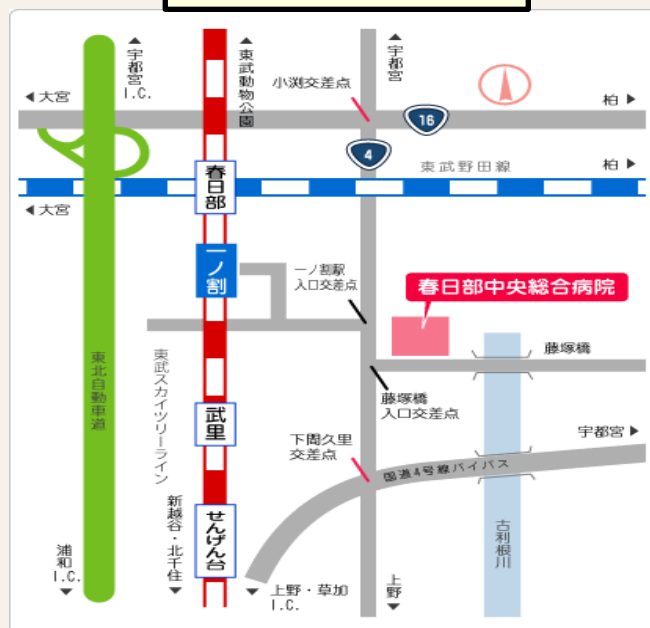 宇都宮
I.C.
東武動物公園
宇都宮
大宮
小渕交差点
16
柏
4
東武野田線
柏
春日部
大宮
一ノ割
一ノ割駅
入口交差点
春日部中央総合病院
藤塚橋
東北自動車道
東武スカイツリーライン
武里
藤塚橋
入口交差点
下間久里
交差点
宇都宮
国道4号線バイパス
新越谷・北千住
せんげん台
古利根川
浦和
I.C.
上野・草加
I.C.
上野